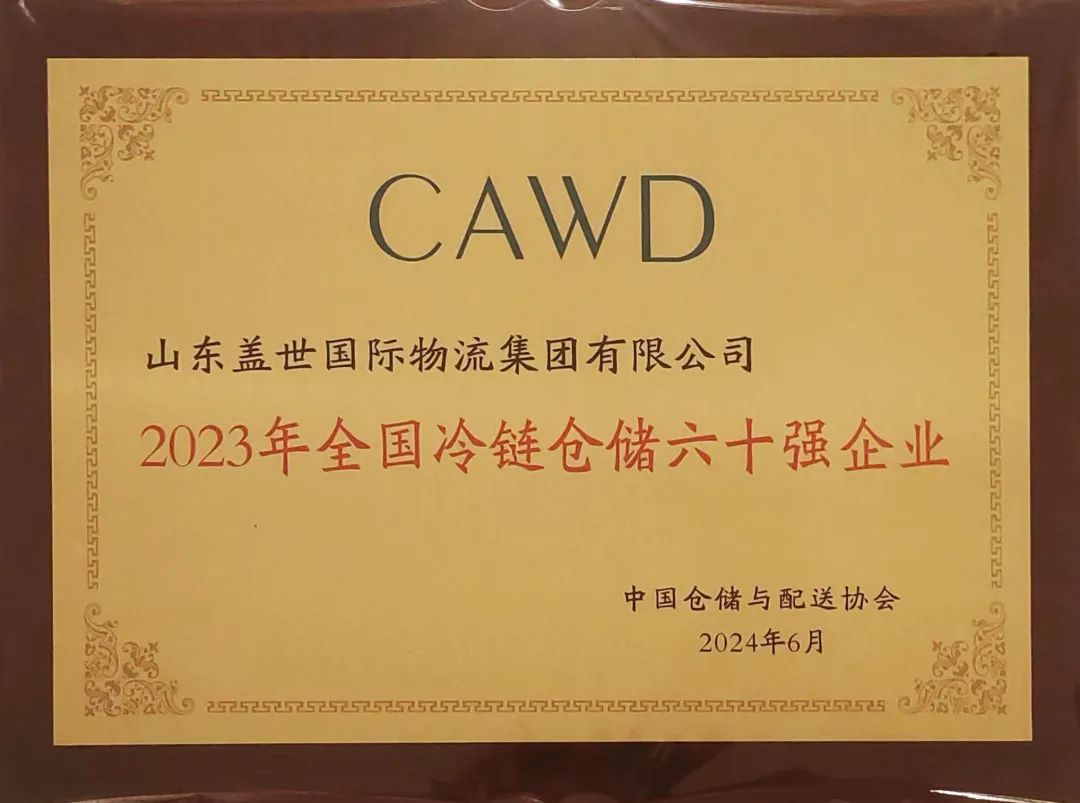 CAWD
山东盖世国际物流集团有限公司
2023年全国冷链仓储六十强企业
中国仓储与配送协会
2024年6月